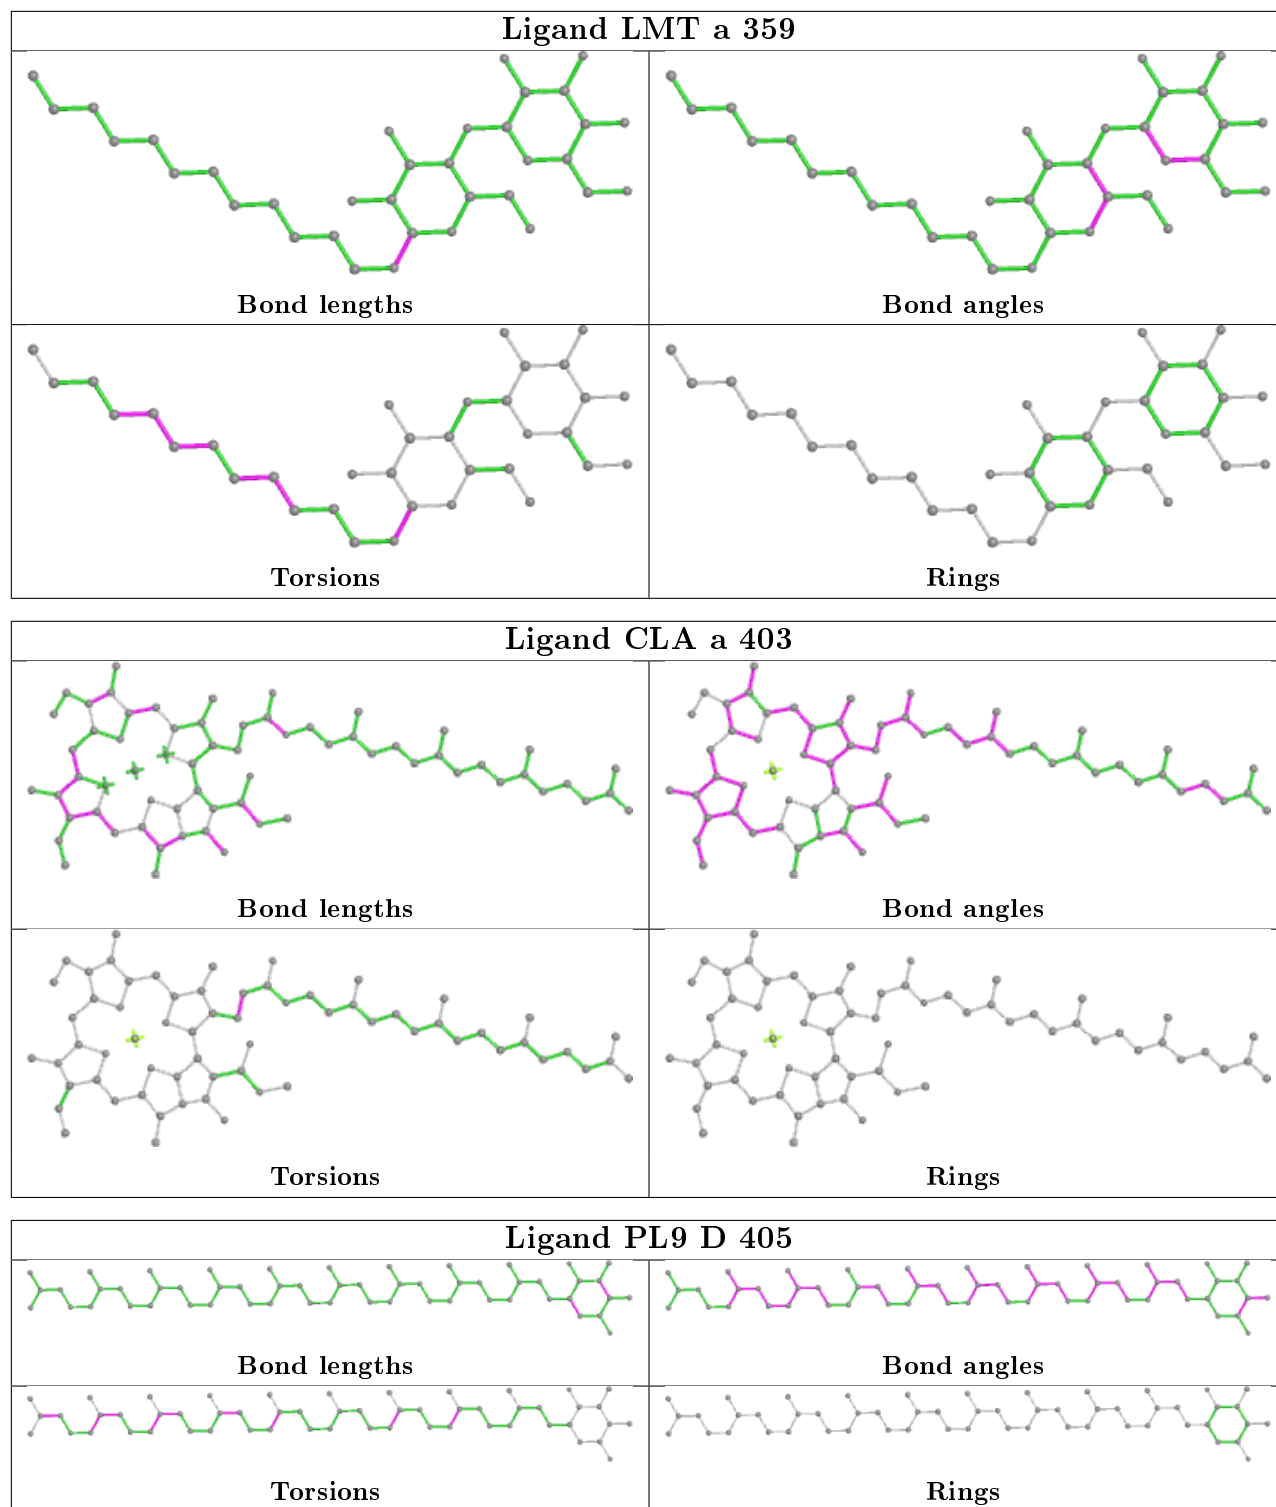 Ligand LMT a 359
Bond lengths
Bond angles
Torsions
Rings
Ligand CLA a 403
Bond lengths
Bond angles
Torsions
Rings
Ligand PL9 D 405
Bond lengths
Bond angles
Torsions
Rings